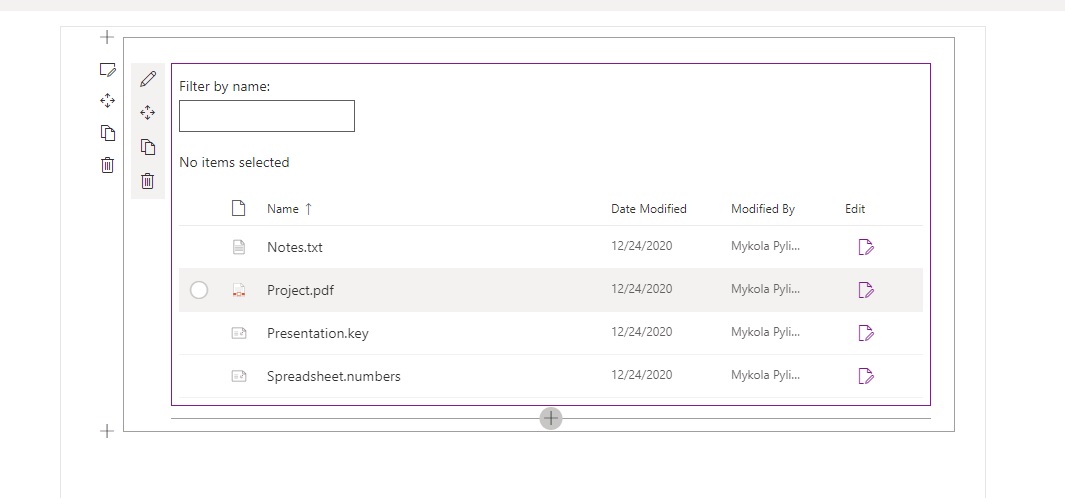 Filter by name:
No items selected
Name ↑ Date Modified Modified By Edit
Notes.txt 12/24/2020 Mykola Pyli...
Project.pdf 12/24/2020 Mykola Pyli...
Presentation.key 12/24/2020 Mykola Pyli...
Spreadsheet.numbers 12/24/2020 Mykola Pyli...